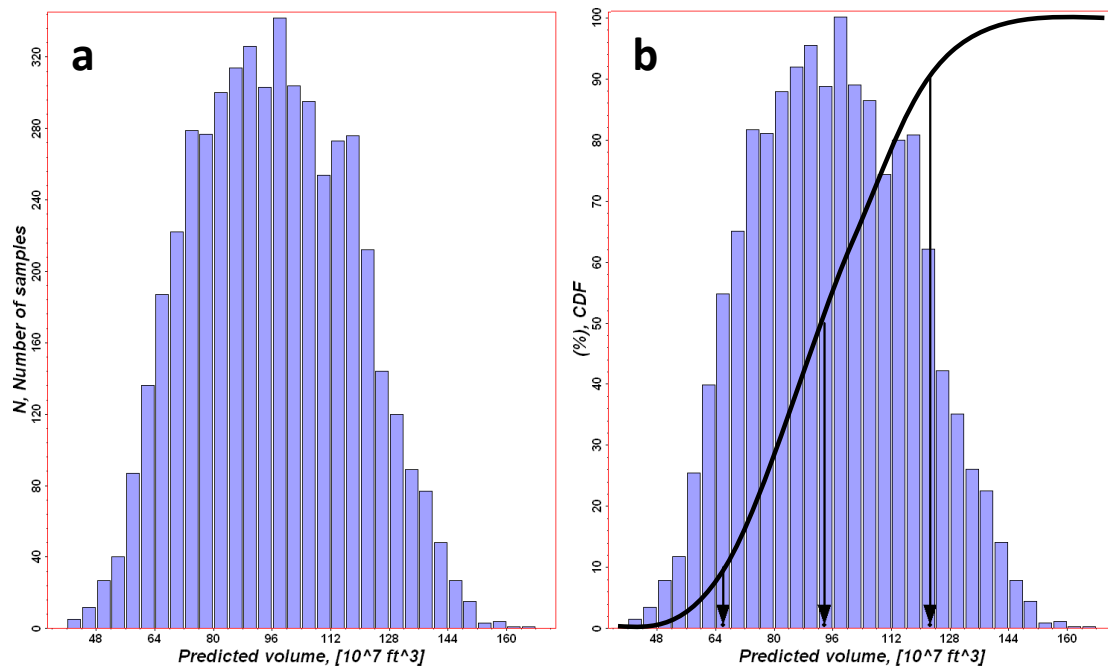 a
N, Number of samples
320
280
240
200
160
120
80
40
0
48 64 80 96 112 128 144 160
Predicted volume, [10^7 ft^3]
b
(%), CDF
100
90
80
70
60
50
40
30
20
10
0
48 64 80 96 112 128 144 160
Predicted volume, [10^7 ft^3]